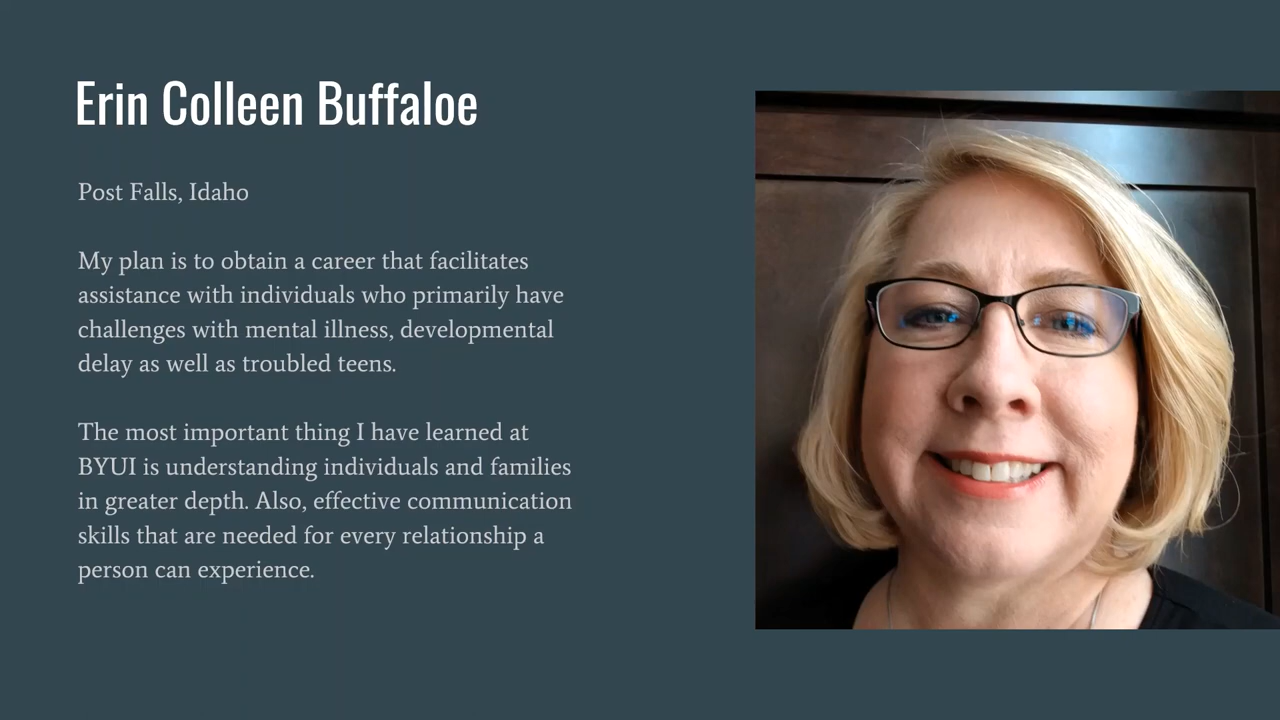 Erin Colleen Buffaloe
Post Falls, Idaho
My plan is to obtain a career that facilitates
assistance with individuals who primarily have
challenges with mental illness, developmental
delay as well as troubled teens.
The most important thing I have learned at
BYUI is understanding individuals and families
in greater depth. Also, effective communication
skills that are needed for every relationship a
person can experience.